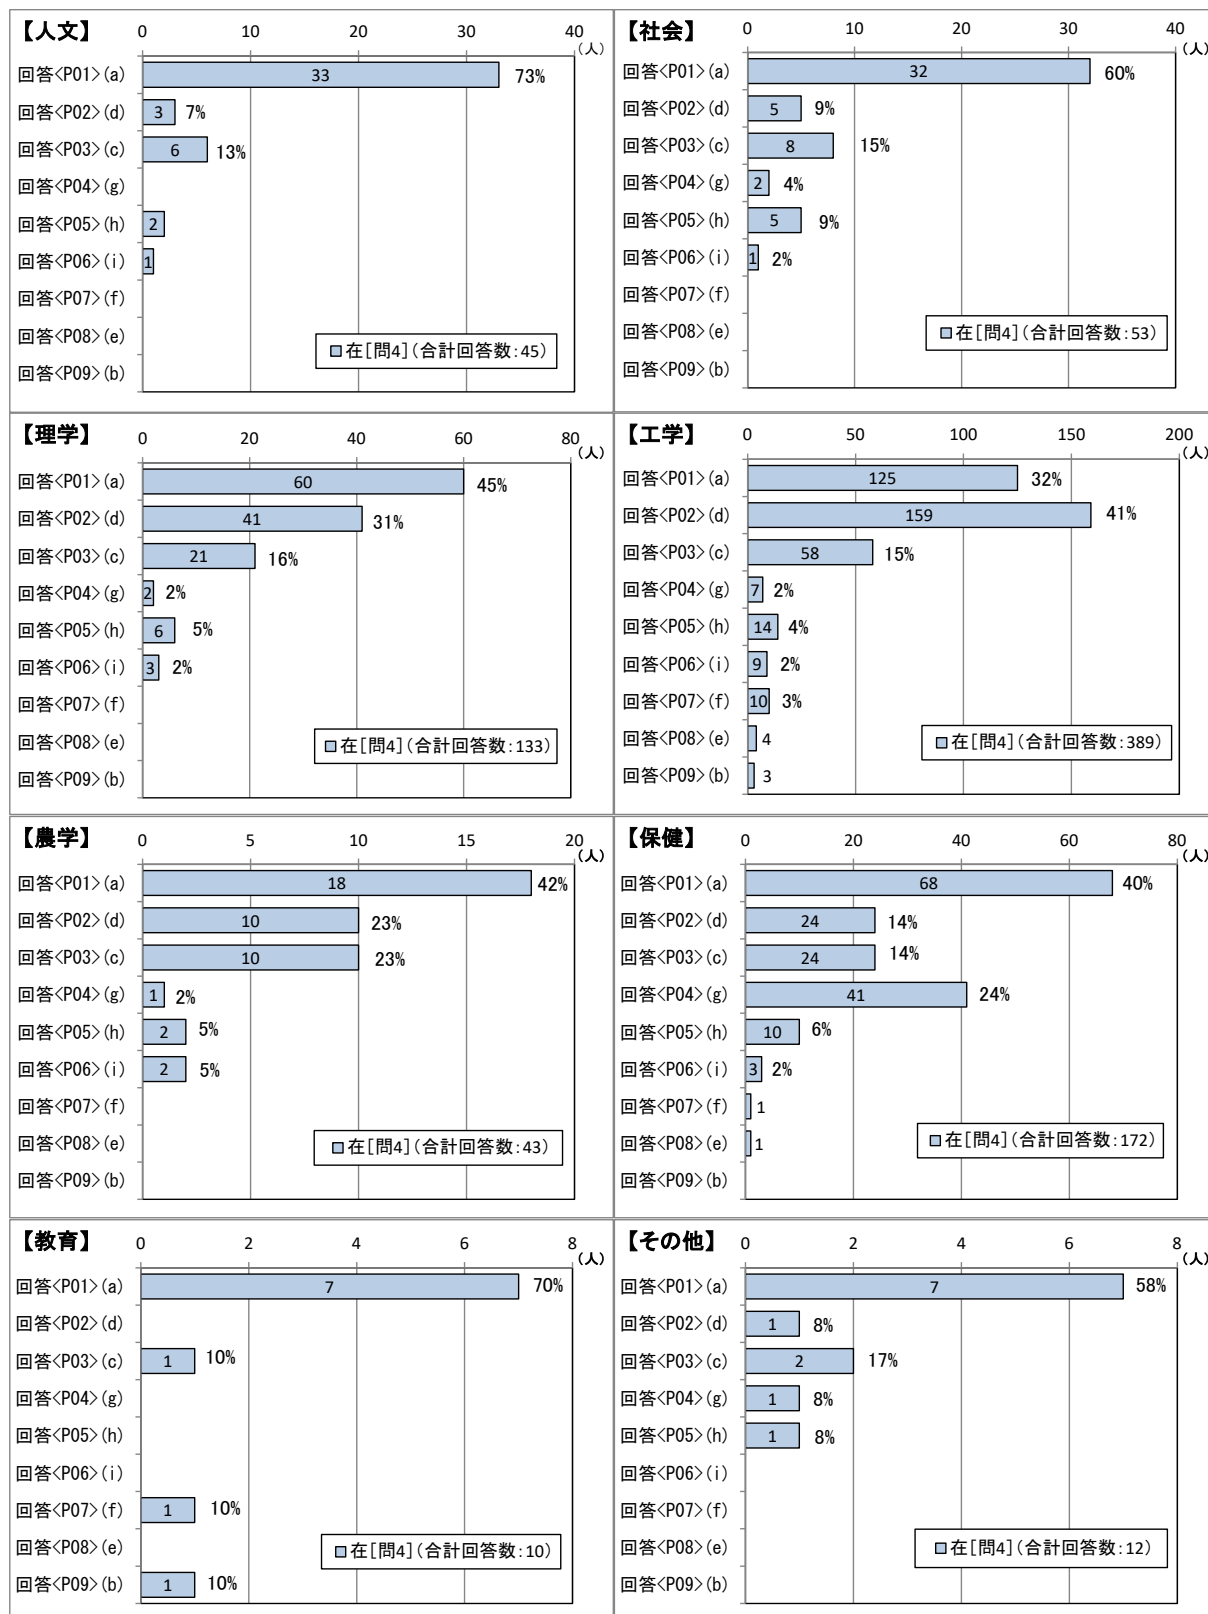 【人文】
0 10 20 30 40
(人)
回答<P01>(a) 33 73%
回答<P02>(d) 3 7%
回答<P03>(c) 6 13%
回答<P04>(g)
回答<P05>(h) 2
回答<P06>(i) 1
回答<P07>(f)
回答<P08>(e)
回答<P09>(b)
在[問4](合計回答数:45)
【社会】
0 10 20 30 40
(人)
回答<P01>(a) 32 60%
回答<P02>(d) 5 9%
回答<P03>(c) 8 15%
回答<P04>(g) 2 4%
回答<P05>(h) 5 9%
回答<P06>(i) 1 2%
回答<P07>(f)
回答<P08>(e)
回答<P09>(b)
在[問4](合計回答数:53)
【理学】
0 20 40 60 80
(人)
回答<P01>(a) 60 45%
回答<P02>(d) 41 31%
回答<P03>(c) 21 16%
回答<P04>(g) 2 2%
回答<P05>(h) 6 5%
回答<P06>(i) 3 2%
回答<P07>(f)
回答<P08>(e)
回答<P09>(b)
在[問4](合計回答数:133)
【工学】
0 50 100 150 200
(人)
回答<P01>(a) 125 32%
回答<P02>(d) 159 41%
回答<P03>(c) 58 15%
回答<P04>(g) 7 2%
回答<P05>(h) 14 4%
回答<P06>(i) 9 2%
回答<P07>(f) 10 3%
回答<P08>(e) 4
回答<P09>(b) 3
在[問4](合計回答数:389)
【農学】
0 5 10 15 20
(人)
回答<P01>(a) 18 42%
回答<P02>(d) 10 23%
回答<P03>(c) 10 23%
回答<P04>(g) 1 2%
回答<P05>(h) 2 5%
回答<P06>(i) 2 5%
回答<P07>(f)
回答<P08>(e)
回答<P09>(b)
在[問4](合計回答数:43)
【保健】
0 20 40 60 80
(人)
回答<P01>(a) 68 40%
回答<P02>(d) 24 14%
回答<P03>(c) 24 14%
回答<P04>(g) 41 24%
回答<P05>(h) 10 6%
回答<P06>(i) 3 2%
回答<P07>(f) 1
回答<P08>(e) 1
回答<P09>(b)
在[問4](合計回答数:172)
【教育】
0 2 4 6 8
(人)
回答<P01>(a) 7 70%
回答<P02>(d)
回答<P03>(c) 1 10%
回答<P04>(g)
回答<P05>(h)
回答<P06>(i)
回答<P07>(f) 1 10%
回答<P08>(e)
回答<P09>(b) 1 10%
在[問4](合計回答数:10)
【その他】
0 2 4 6 8
(人)
回答<P01>(a) 7 58%
回答<P02>(d) 1 8%
回答<P03>(c) 2 17%
回答<P04>(g) 1 8%
回答<P05>(h) 1 8%
回答<P06>(i)
回答<P07>(f)
回答<P08>(e)
回答<P09>(b)
在[問4](合計回答数:12)